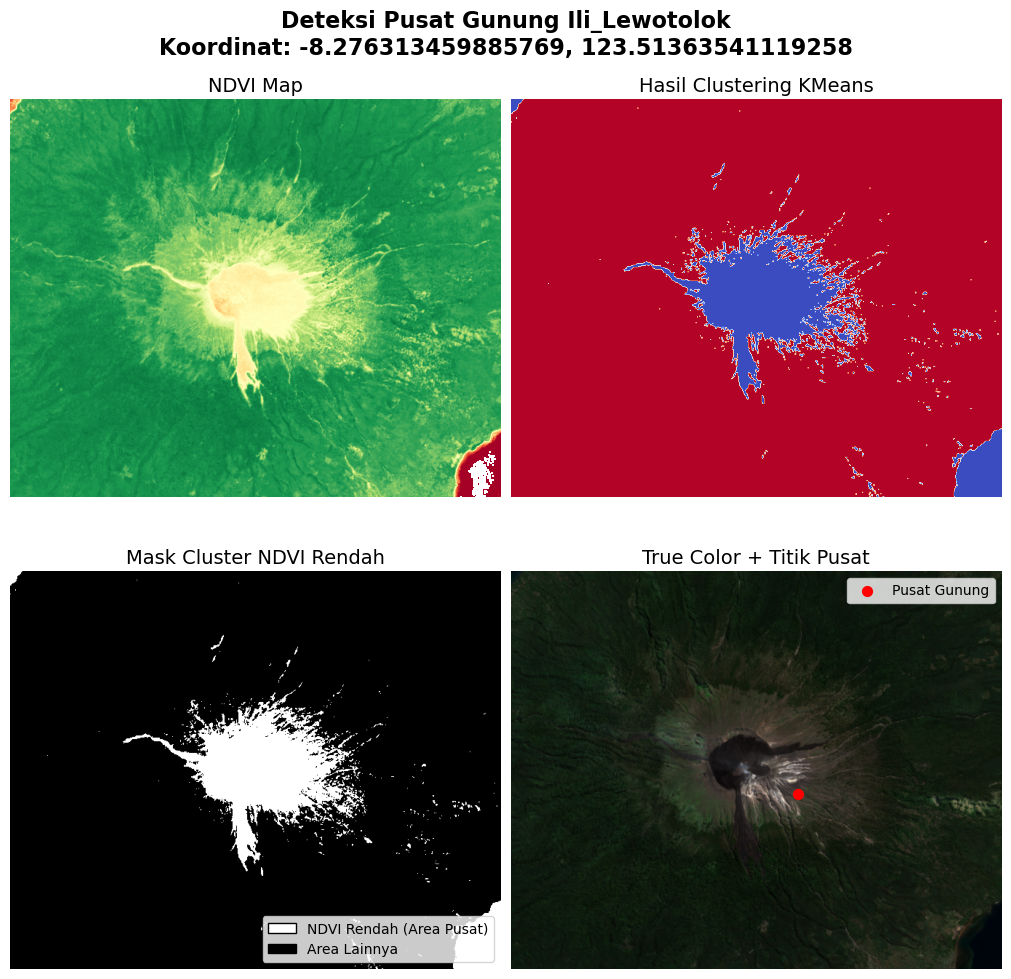 Deteksi Pusat Gunung Ili_Lewotolok
Koordinat: -8.276313459885769, 123.51363541119258
NDVI Map
Hasil Clustering KMeans
Mask Cluster NDVI Rendah
True Color + Titik Pusat
Pusat Gunung
NDVI Rendah (Area Pusat)
Area Lainnya